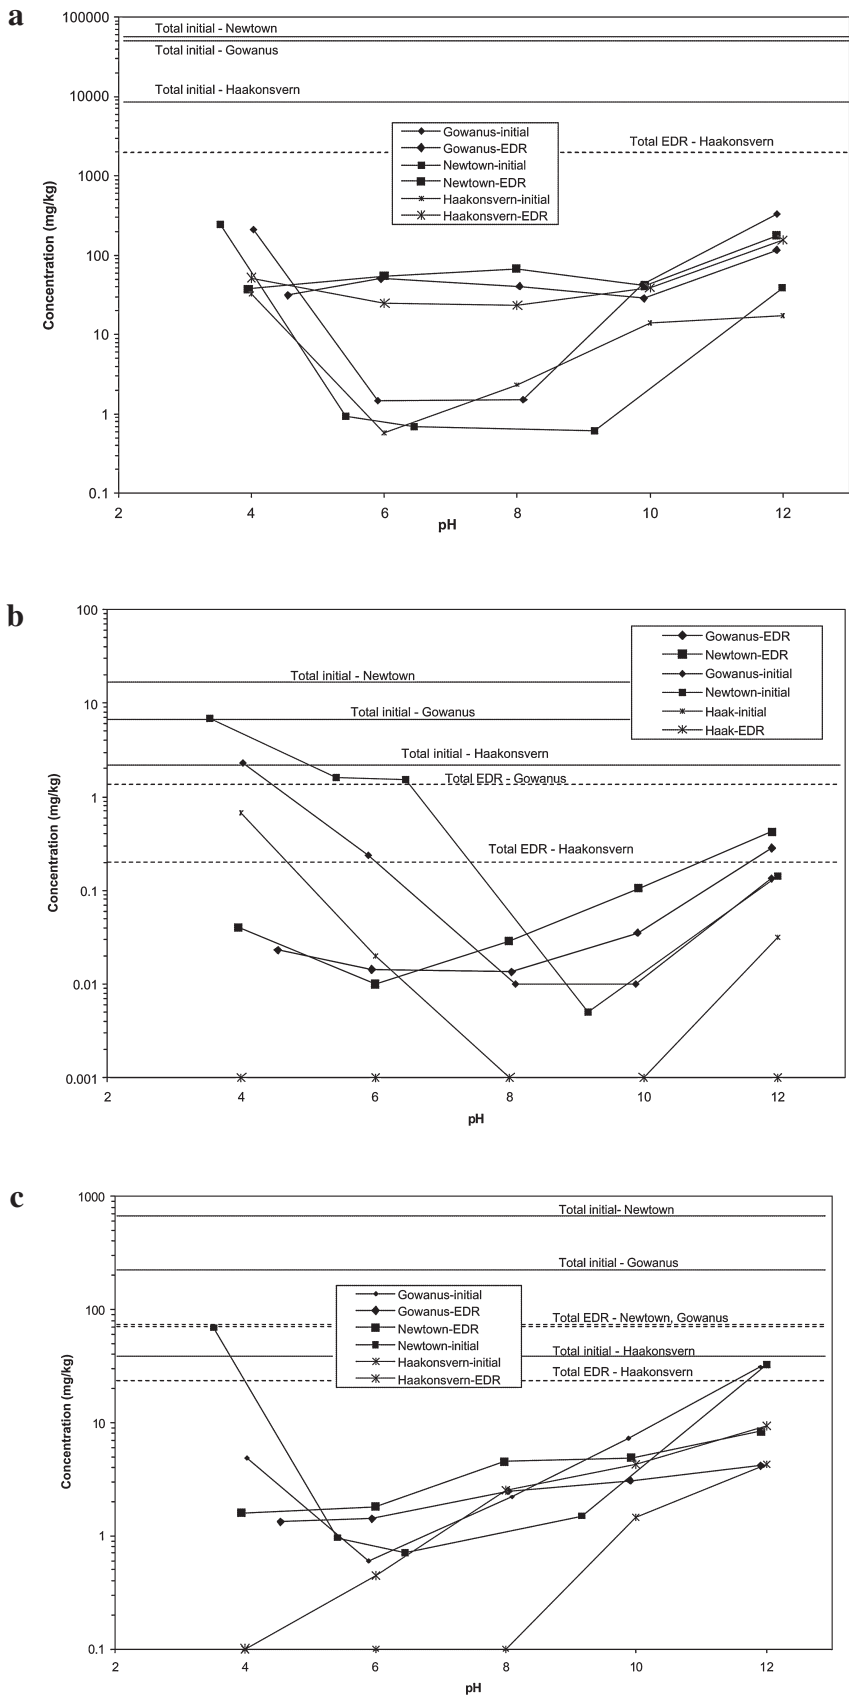 a
100000
10000
1000
100
10
1
0.1
Concentration (mg/kg)
Total initial - Newtown
Total initial - Gowanus
Total initial - Haakonsvern
Total EDR - Haakonsvern
Gowanus-initial
Gowanus-EDR
Newtown-initial
Newtown-EDR
Haakonsvern-initial
Haakonsvern-EDR
2 4 6 8 10 12
pH
b
100
10
1
0.1
0.01
0.001
Concentration (mg/kg)
Total initial - Newtown
Total initial - Gowanus
Total initial - Haakonsvern
Total EDR - Gowanus
Total EDR - Haakonsvern
Gowanus-EDR
Newtown-EDR
Gowanus-initial
Newtown-initial
Haak-initial
Haak-EDR
2 4 6 8 10 12
pH
c
1000
100
10
1
0.1
Concentration (mg/kg)
Total initial- Newtown
Total initial - Gowanus
Total EDR - Newtown, Gowanus
Total initial - Haakonsvern
Total EDR - Haakonsvern
Gowanus-initial
Gowanus-EDR
Newtown-EDR
Newtown-initial
Haakonsvern-initial
Haakonsvern-EDR
2 4 6 8 10 12
pH